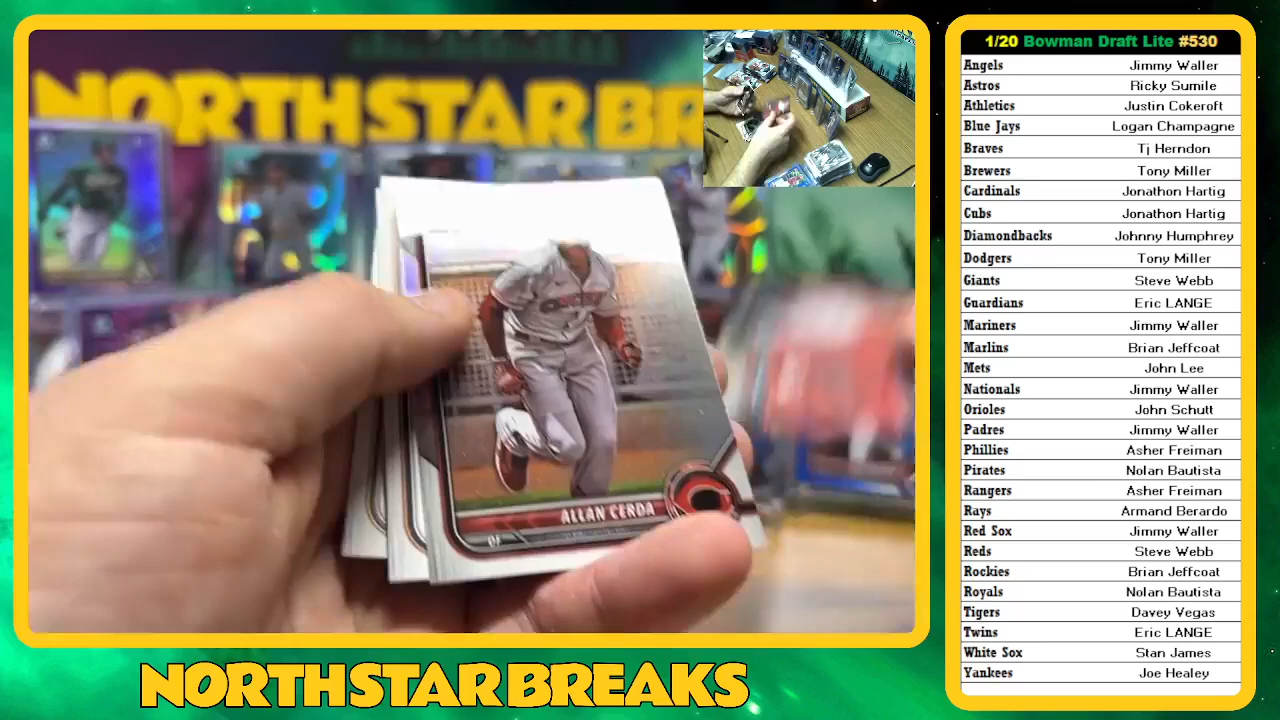 NORTHSTAR BR
ALLAN CERDA
OF
NORTHSTAR BREAKS
1/20 Bowman Draft Lite #530
Angels Jimmy Waller
Astros Ricky Sumile
Athletics Justin Cokeroft
Blue Jays Logan Champagne
Braves Tj Herndon
Brewers Tony Miller
Cardinals Jonathon Hartig
Cubs Jonathon Hartig
Diamondbacks Johnny Humphrey
Dodgers Tony Miller
Giants Steve Webb
Guardians Eric LANGE
Mariners Jimmy Waller
Marlins Brian Jeffcoat
Mets John Lee
Nationals Jimmy Waller
Orioles John Schutt
Padres Jimmy Waller
Phillies Asher Freiman
Pirates Nolan Bautista
Rangers Asher Freiman
Rays Armand Berardo
Red Sox Jimmy Waller
Reds Steve Webb
Rockies Brian Jeffcoat
Royals Nolan Bautista
Tigers Davey Vegas
Twins Eric LANGE
White Sox Stan James
Yankees Joe Healey